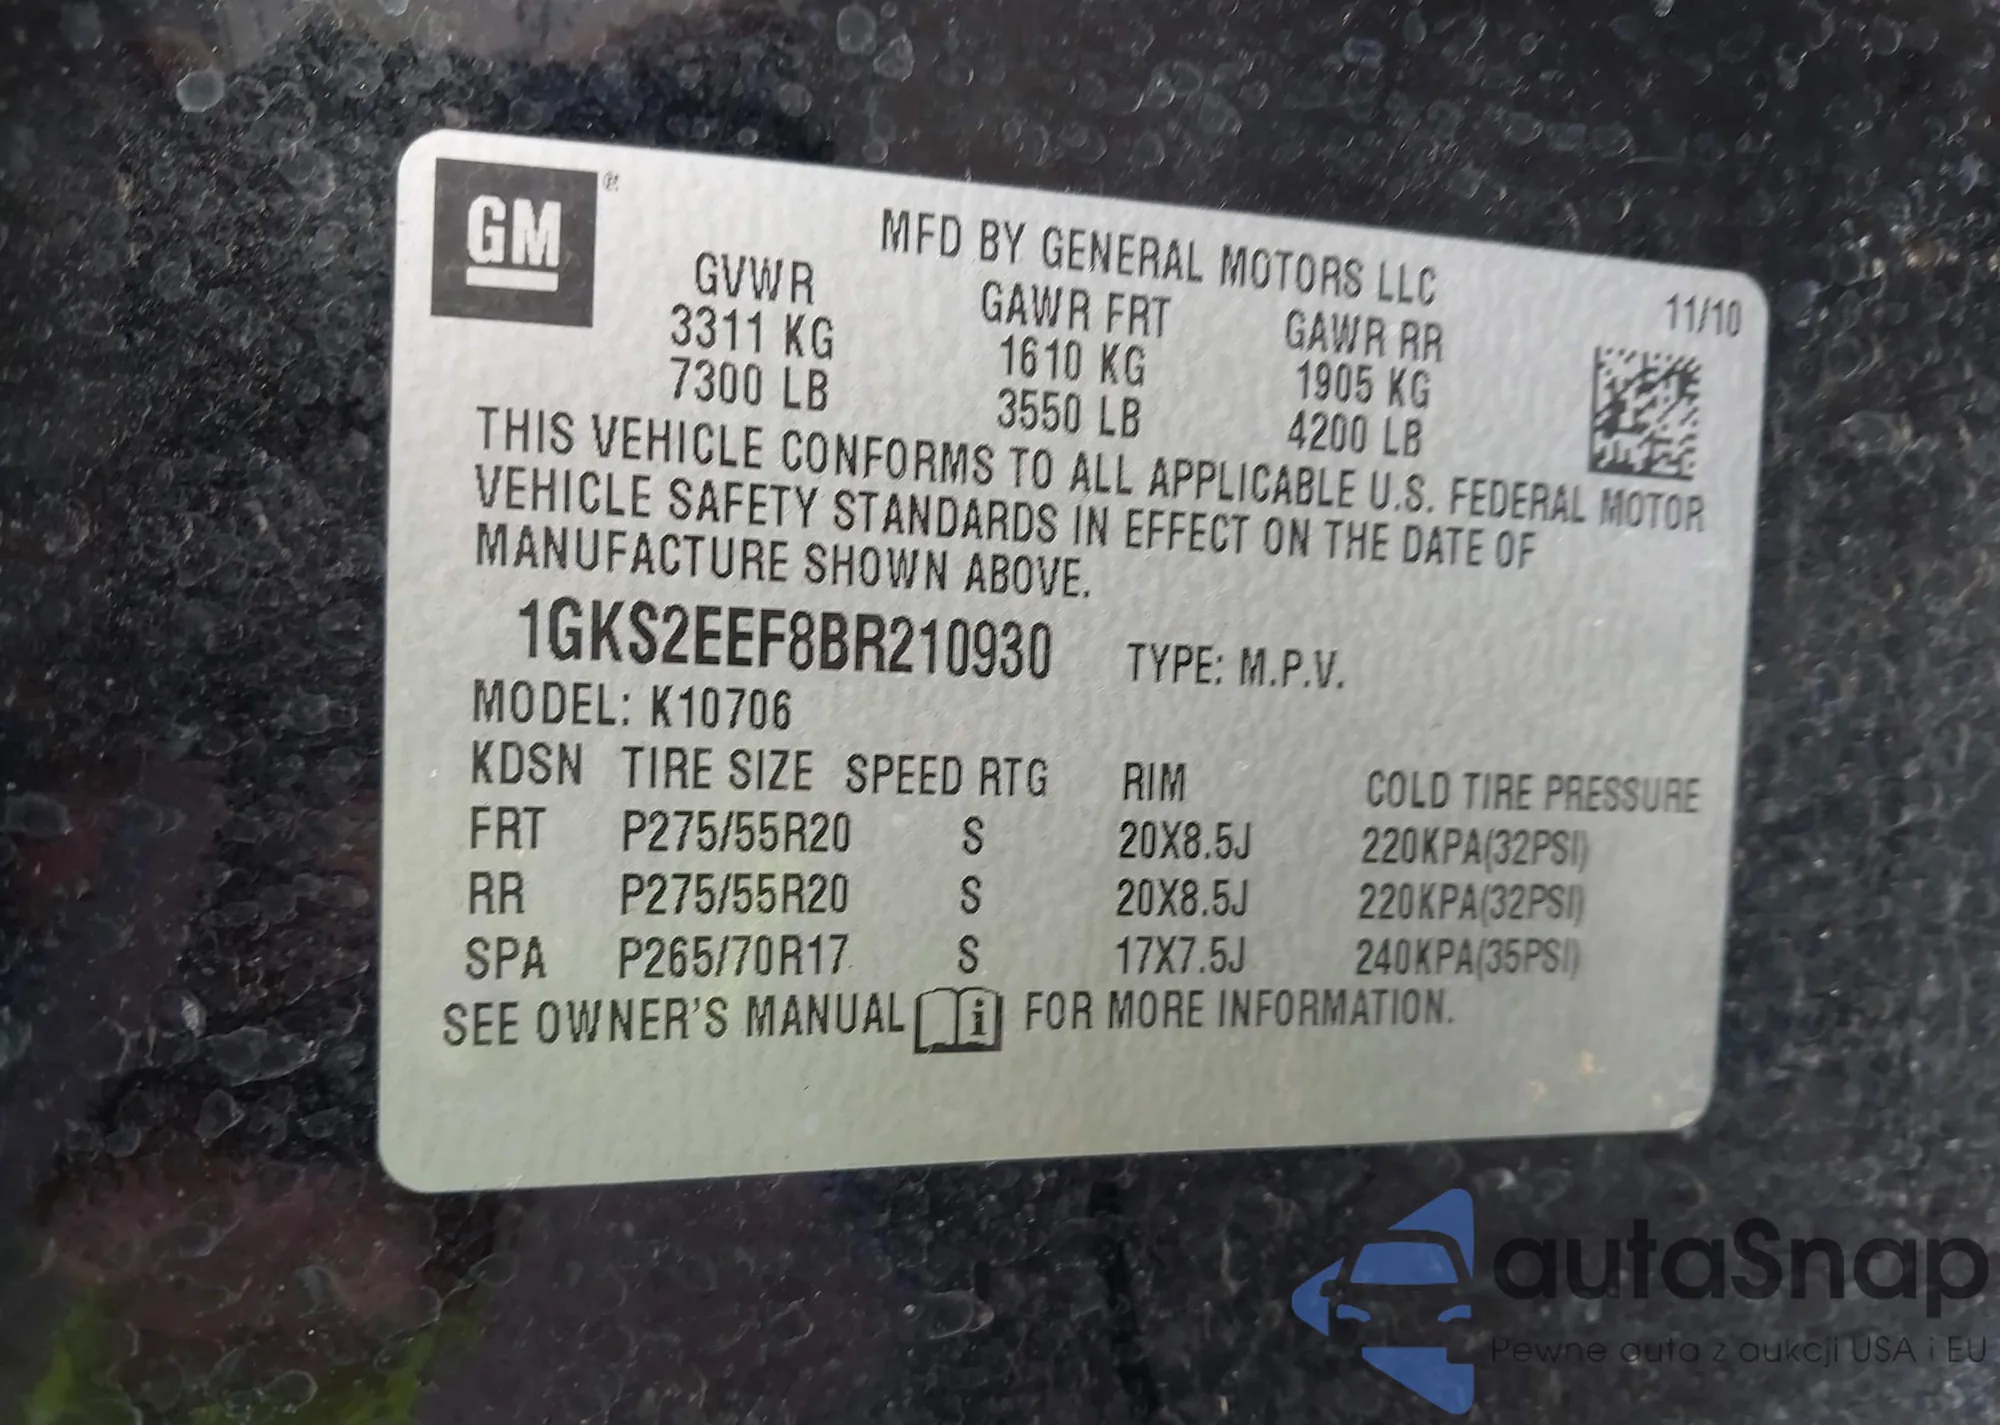 GM®
MFD BY GENERAL MOTORS LLC
11/10
GVWR GAWR FRT GAWR RR
3311 KG 1610 KG 1905 KG
7300 LB 3550 LB 4200 LB
THIS VEHICLE CONFORMS TO ALL APPLICABLE U.S. FEDERAL MOTOR
VEHICLE SAFETY STANDARDS IN EFFECT ON THE DATE OF
MANUFACTURE SHOWN ABOVE.
1GKS2EEF8BR210930 TYPE: M.P.V.
MODEL: K10706
KDSN TIRE SIZE SPEED RTG RIM COLD TIRE PRESSURE
FRT P275/55R20 S 20X8.5J 220KPA(32PSI)
RR P275/55R20 S 20X8.5J 220KPA(32PSI)
SPA P265/70R17 S 17X7.5J 240KPA(35PSI)
SEE OWNER'S MANUAL i FOR MORE INFORMATION.
autaSnap
Pewne auta z aukcji USA i EU